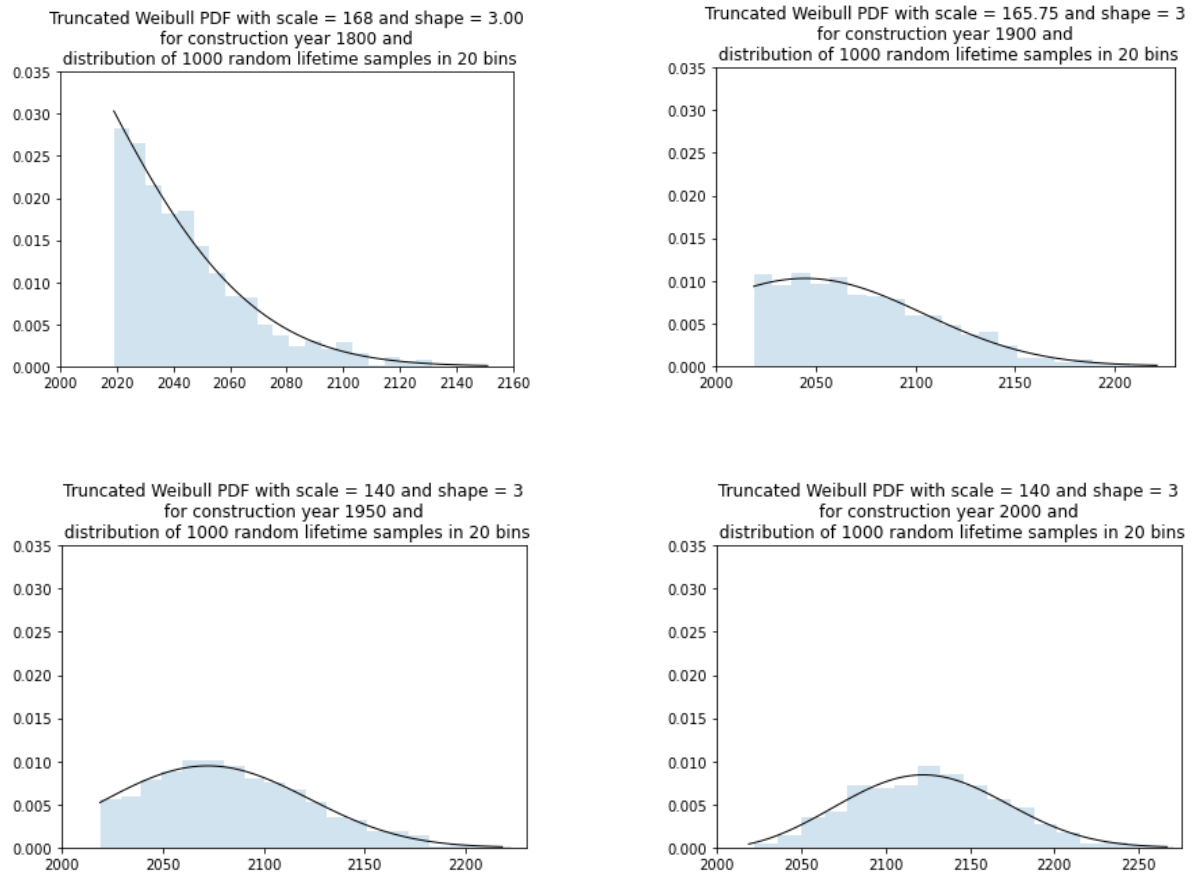 Truncated Weibull PDF with scale = 168 and shape = 3.00
for construction year 1800 and
distribution of 1000 random lifetime samples in 20 bins
0.035
0.030
0.025
0.020
0.015
0.010
0.005
0.000
2000 2020 2040 2060 2080 2100 2120 2140 2160
Truncated Weibull PDF with scale = 165.75 and shape = 3
for construction year 1900 and
distribution of 1000 random lifetime samples in 20 bins
0.035
0.030
0.025
0.020
0.015
0.010
0.005
0.000
2000 2050 2100 2150 2200
Truncated Weibull PDF with scale = 140 and shape = 3
for construction year 1950 and
distribution of 1000 random lifetime samples in 20 bins
0.035
0.030
0.025
0.020
0.015
0.010
0.005
0.000
2000 2050 2100 2150 2200
Truncated Weibull PDF with scale = 140 and shape = 3
for construction year 2000 and
distribution of 1000 random lifetime samples in 20 bins
0.035
0.030
0.025
0.020
0.015
0.010
0.005
0.000
2000 2050 2100 2150 2200 2250